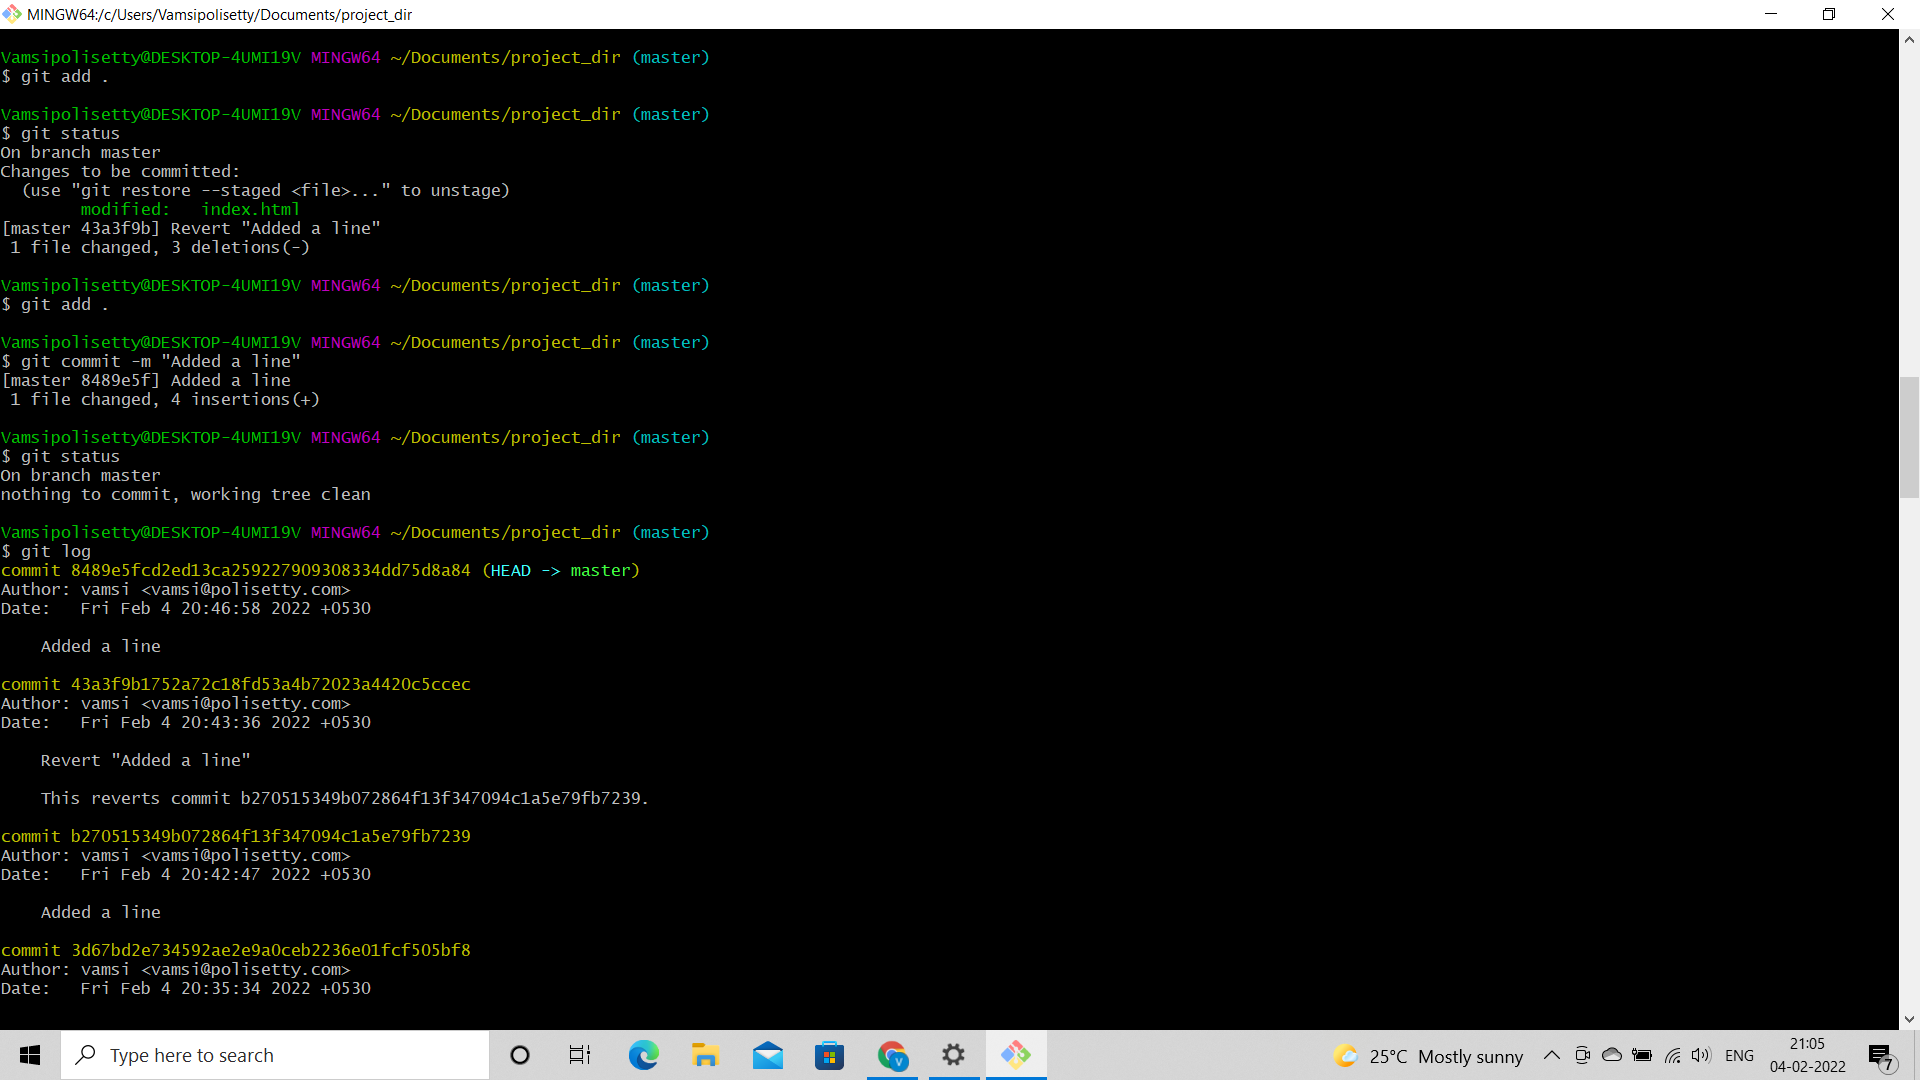 MINGW64:/c/Users/Vamsipolisetty/Documents/project_dir
Vamsipolisetty@DESKTOP-4UMI19V MINGW64 ~/Documents/project_dir (master)
$ git add .
Vamsipolisetty@DESKTOP-4UMI19V MINGW64 ~/Documents/project_dir (master)
$ git status
On branch master
Changes to be committed:
  (use "git restore --staged <file>..." to unstage)
        modified:   index.html
[master 43a3f9b] Revert "Added a line"
 1 file changed, 3 deletions(-)
Vamsipolisetty@DESKTOP-4UMI19V MINGW64 ~/Documents/project_dir (master)
$ git add .
Vamsipolisetty@DESKTOP-4UMI19V MINGW64 ~/Documents/project_dir (master)
$ git commit -m "Added a line"
[master 8489e5f] Added a line
 1 file changed, 4 insertions(+)
Vamsipolisetty@DESKTOP-4UMI19V MINGW64 ~/Documents/project_dir (master)
$ git status
On branch master
nothing to commit, working tree clean
Vamsipolisetty@DESKTOP-4UMI19V MINGW64 ~/Documents/project_dir (master)
$ git log
commit 8489e5fcd2ed13ca259227909308334dd75d8a84 (HEAD -> master)
Author: vamsi <vamsi@polisetty.com>
Date:   Fri Feb 4 20:46:58 2022 +0530
    Added a line
commit 43a3f9b1752a72c18fd53a4b72023a4420c5ccec
Author: vamsi <vamsi@polisetty.com>
Date:   Fri Feb 4 20:43:36 2022 +0530
    Revert "Added a line"
    This reverts commit b270515349b072864f13f347094c1a5e79fb7239.
commit b270515349b072864f13f347094c1a5e79fb7239
Author: vamsi <vamsi@polisetty.com>
Date:   Fri Feb 4 20:42:47 2022 +0530
    Added a line
commit 3d67bd2e734592ae2e9a0ceb2236e01fcf505bf8
Author: vamsi <vamsi@polisetty.com>
Date:   Fri Feb 4 20:35:34 2022 +0530
Type here to search
V
25°C Mostly sunny
ENG
21:05
04-02-2022
7